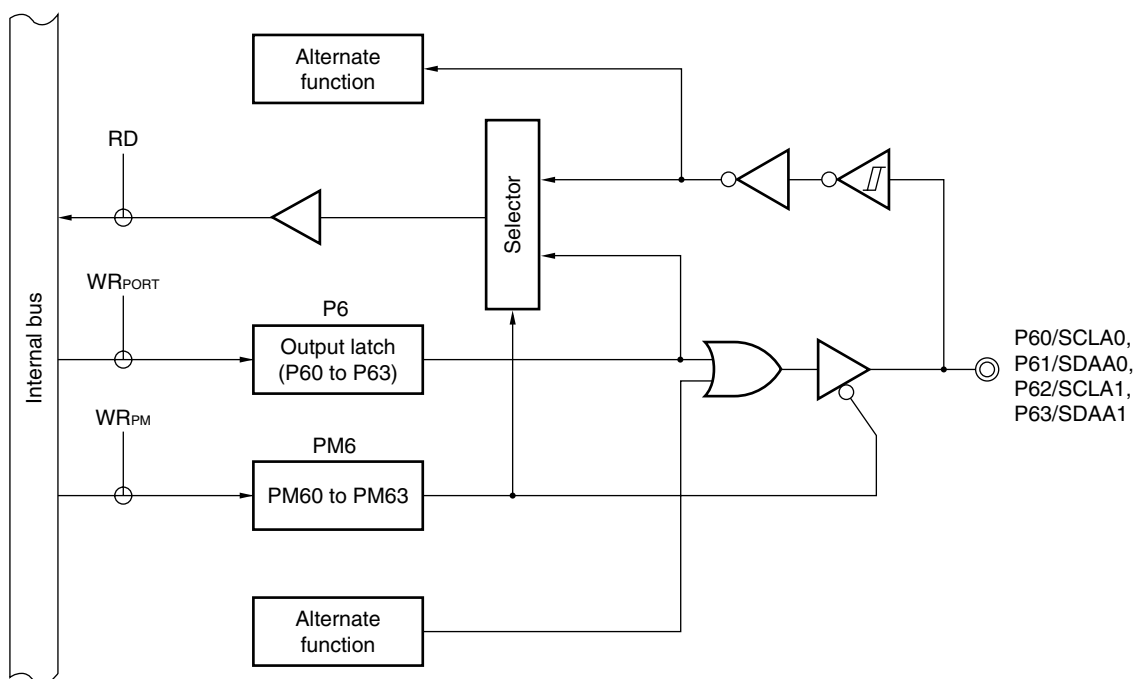 Alternate
function
RD
Selector
WRPORT
P6
Internal bus
Output latch
(P60 to P63)
P60/SCLA0,
P61/SDAA0,
P62/SCLA1,
P63/SDAA1
WRPM
PM6
PM60 to PM63
Alternate
function